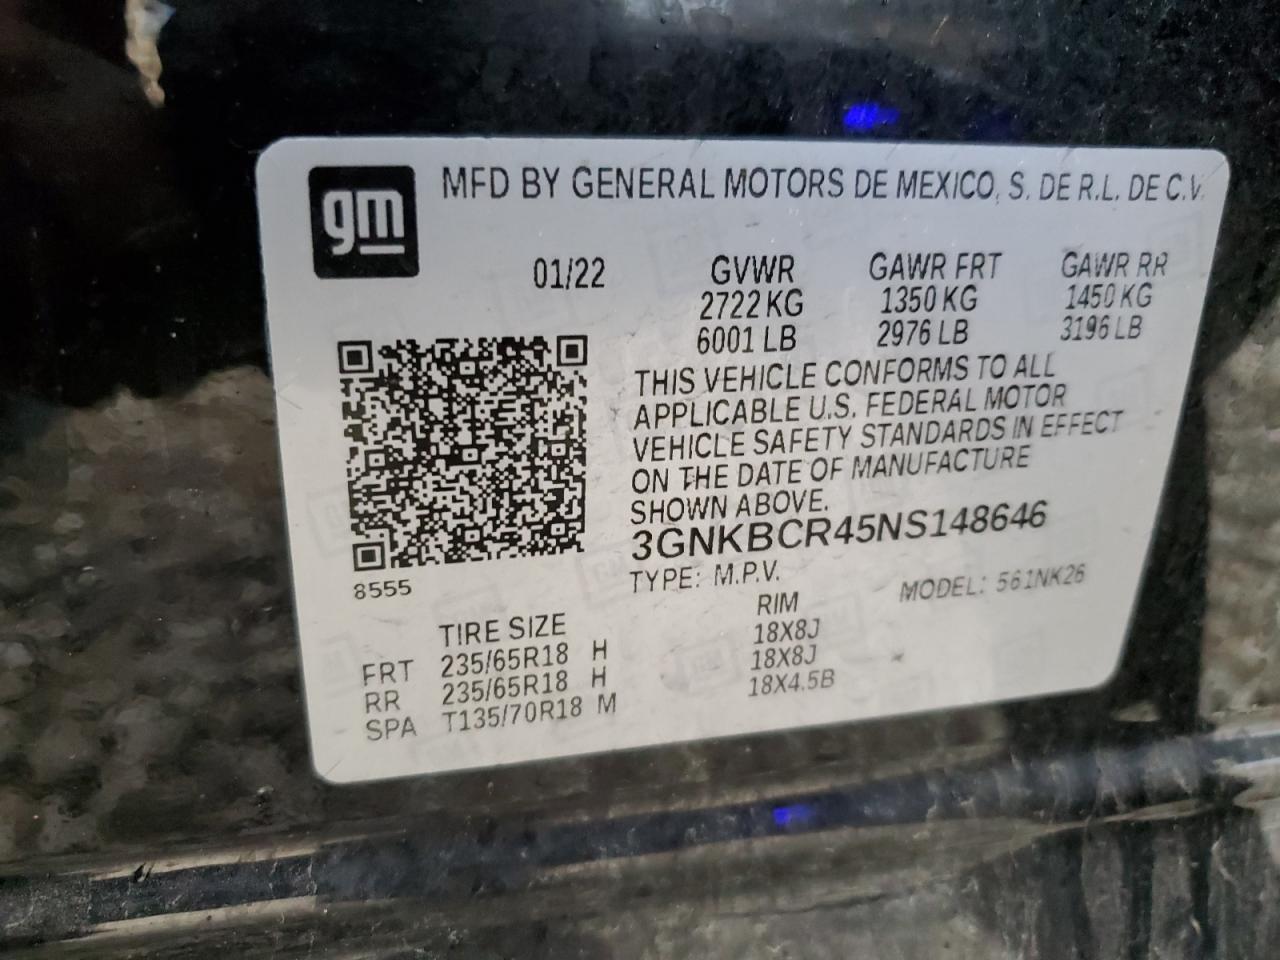 gm
MFD BY GENERAL MOTORS DE MEXICO, S. DE R.L. DE C.V.
01/22 GVWR GAWR FRT GAWR RR
2722 KG 1350 KG 1450 KG
6001 LB 2976 LB 3196 LB
THIS VEHICLE CONFORMS TO ALL
APPLICABLE U.S. FEDERAL MOTOR
VEHICLE SAFETY STANDARDS IN EFFECT
ON THE DATE OF MANUFACTURE
SHOWN ABOVE.
3GNKBCR45NS148646
8555 TYPE: M.P.V. MODEL: 561NK26
TIRE SIZE RIM
FRT 235/65R18 H 18X8J
RR 235/65R18 H 18X8J
SPA T135/70R18 M 18X4.5B